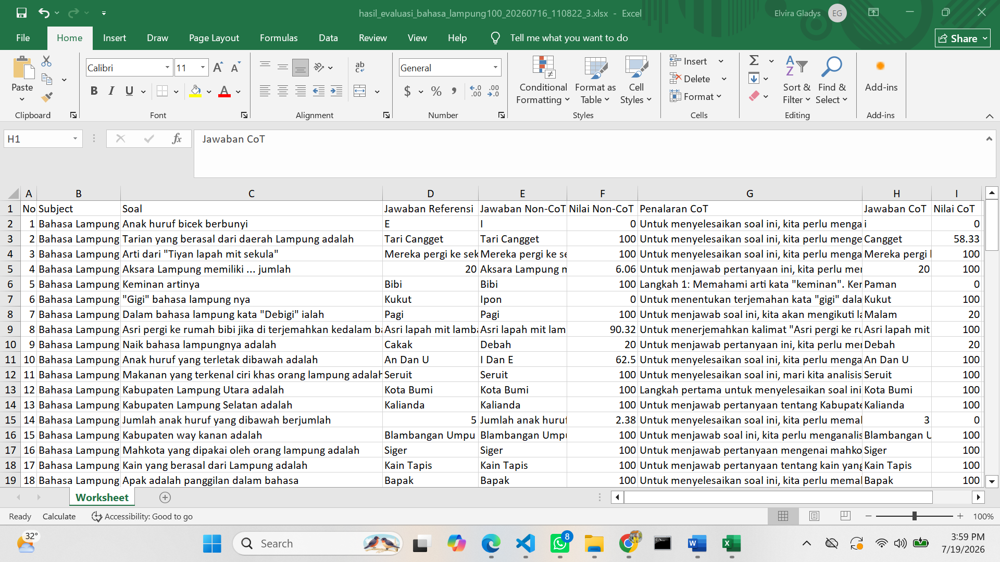 hasil_evaluasi_bahasa_lampung100_20260716_110822_3.xlsx - Excel
Elvira Gladys EG
File Home Insert Draw Page Layout Formulas Data Review View Help Tell me what you want to do Share
Paste
Clipboard
Calibri 11
B I U
Font
Alignment
General
Number
Conditional Formatting
Format as Table
Cell Styles
Styles
Insert
Delete
Format
Cells
Sort & Filter
Find & Select
Editing
Add-ins
Add-ins
H1 fx Jawaban CoT
A B C D E F G H I
1 No Subject Soal Jawaban Referensi Jawaban Non-CoT Nilai Non-CoT Penalaran CoT Jawaban CoT Nilai CoT
2 1 Bahasa Lampung Anak huruf bicek berbunyi E I 0 Untuk menyelesaikan soal ini, kita perlu menga i 0
3 2 Bahasa Lampung Tarian yang berasal dari daerah Lampung adalah Tari Cangget Tari Cangget 100 Untuk menyelesaikan soal ini, kita perlu menge Cangget 58.33
4 3 Bahasa Lampung Arti dari "Tiyan lapah mit sekula" Mereka pergi ke sek Mereka pergi ke se 100 Untuk menyelesaikan soal ini, kita perlu menga Mereka pergi 100
5 4 Bahasa Lampung Aksara Lampung memiliki ... jumlah 20 Aksara Lampung m 6.06 Untuk menjawab pertanyaan ini, kita perlu mer 20 100
6 5 Bahasa Lampung Keminan artinya Bibi Bibi 100 Langkah 1: Memahami arti kata "keminan". Ker Paman 0
7 6 Bahasa Lampung "Gigi" bahasa lampung nya Kukut Ipon 0 Untuk menentukan terjemahan kata "gigi" dala Kukut 100
8 7 Bahasa Lampung Dalam bahasa lampung kata "Debigi" ialah Pagi Pagi 100 Untuk menjawab soal ini, kita akan mengikuti la Malam 20
9 8 Bahasa Lampung Asri pergi ke rumah bibi jika di terjemahkan kedalam ba Asri lapah mit lamba Asri lapah mit lam 90.32 Untuk menerjemahkan kalimat "Asri pergi ke ru Asri lapah mit 100
10 9 Bahasa Lampung Naik bahasa lampungnya adalah Cakak Debah 20 Untuk menjawab pertanyaan ini, kita perlu mer Debah 20
11 10 Bahasa Lampung Anak huruf yang terletak dibawah adalah An Dan U I Dan E 62.5 Untuk menyelesaikan soal ini, kita perlu menga An Dan U 100
12 11 Bahasa Lampung Makanan yang terkenal ciri khas orang lampung adalah Seruit Seruit 100 Untuk menyelesaikan soal ini, mari kita analisis Seruit 100
13 12 Bahasa Lampung Kabupaten Lampung Utara adalah Kota Bumi Kota Bumi 100 Langkah pertama untuk menyelesaikan soal ini Kota Bumi 100
14 13 Bahasa Lampung Kabupaten Lampung Selatan adalah Kalianda Kalianda 100 Untuk menjawab pertanyaan tentang Kabupate Kalianda 100
15 14 Bahasa Lampung Jumlah anak huruf yang dibawah berjumlah 5 Jumlah anak huruf 2.38 Untuk menyelesaikan soal ini, kita perlu memal 3 0
16 15 Bahasa Lampung Kabupaten way kanan adalah Blambangan Umpu Blambangan Umpu 100 Untuk menjawab soal ini, kita perlu menganalis Blambangan U 100
17 16 Bahasa Lampung Mahkota yang dipakai oleh orang lampung adalah Siger Siger 100 Untuk menjawab pertanyaan mengenai mahko Siger 100
18 17 Bahasa Lampung Kain yang berasal dari Lampung adalah Kain Tapis Kain Tapis 100 Untuk menjawab pertanyaan tentang kain yang Kain Tapis 100
19 18 Bahasa Lampung Apak adalah panggilan dalam bahasa Bapak Bapak 100 Untuk menyelesaikan soal ini, kita perlu memal Bapak 100
Worksheet
Ready Calculate Accessibility: Good to go 100%
32° Search 8 3:59 PM
7/19/2026